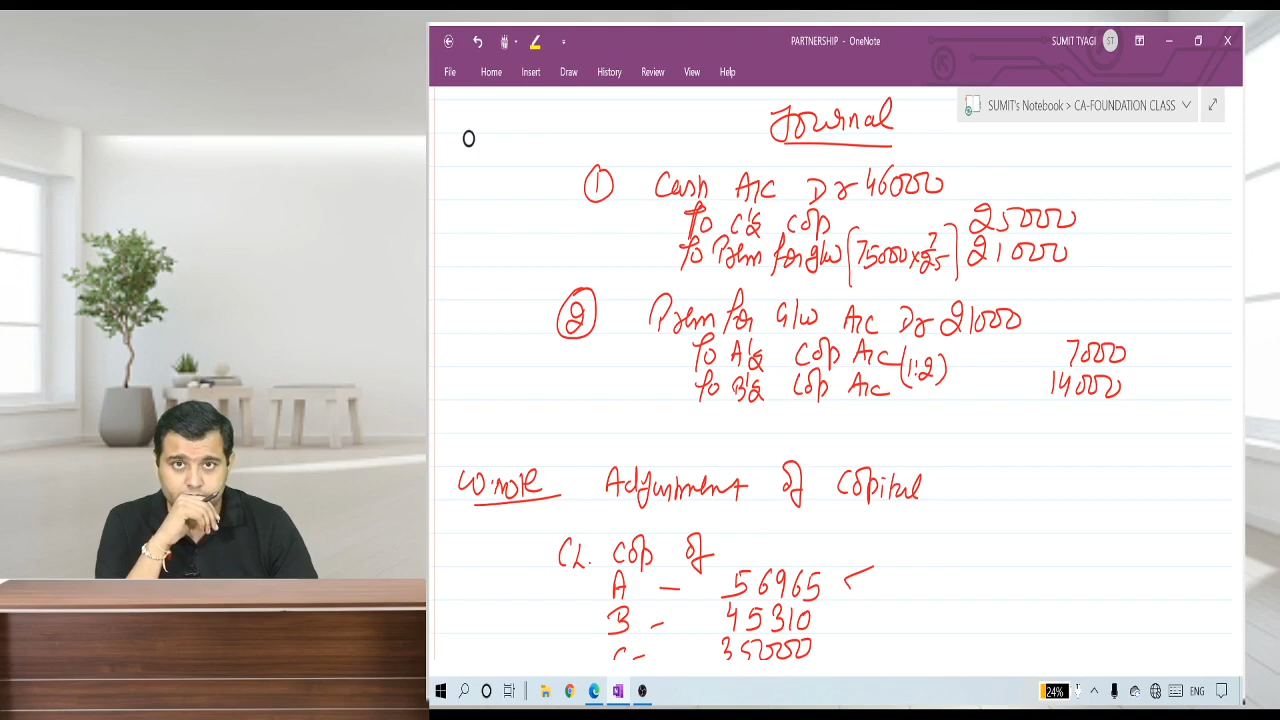 PARTNERSHIP - OneNote
SUMIT TYAGI ST
File Home Insert Draw History Review View Help
SUMIT's Notebook > CA-FOUNDATION CLASS
Journal
① Cash A/C Dr 46000
To C's Cap 25000
To Prem for g/w [75000 x 7/25] 21000
② Prem for G/W A/C Dr 21000
To A's Cap A/C (1:2) 7000
To B's Cap A/C 14000
W.note Adjustment of Capital
CL. Cap of
A - 56965
B - 45310
24% ENG